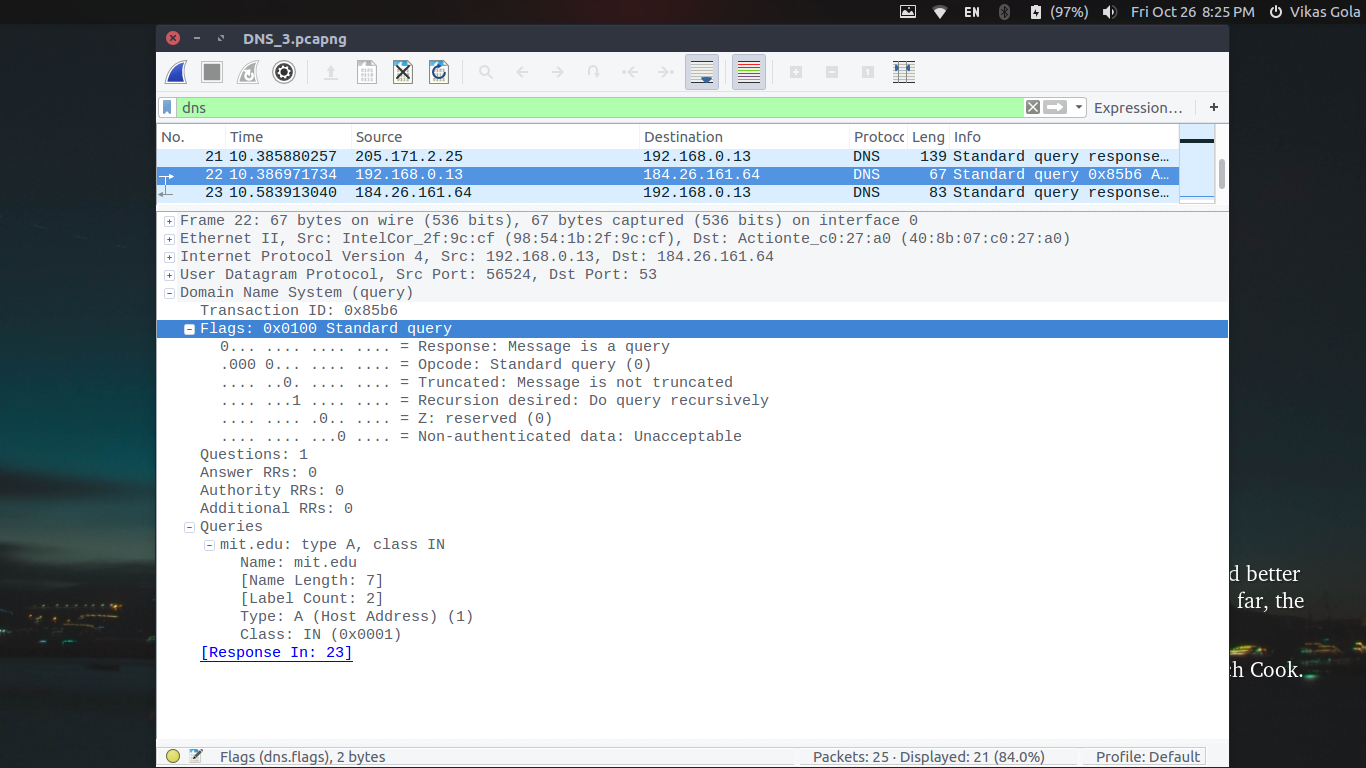 EN (97%) Fri Oct 26 8:25 PM Vikas Gola
DNS_3.pcapng
dns Expression… +
No. Time Source Destination Protoc Leng Info
21 10.385880257 205.171.2.25 192.168.0.13 DNS 139 Standard query response…
22 10.386971734 192.168.0.13 184.26.161.64 DNS 67 Standard query 0x85b6 A…
23 10.583913040 184.26.161.64 192.168.0.13 DNS 83 Standard query response…
Frame 22: 67 bytes on wire (536 bits), 67 bytes captured (536 bits) on interface 0
Ethernet II, Src: IntelCor_2f:9c:cf (98:54:1b:2f:9c:cf), Dst: Actionte_c0:27:a0 (40:8b:07:c0:27:a0)
Internet Protocol Version 4, Src: 192.168.0.13, Dst: 184.26.161.64
User Datagram Protocol, Src Port: 56524, Dst Port: 53
Domain Name System (query)
Transaction ID: 0x85b6
Flags: 0x0100 Standard query
0... .... .... .... = Response: Message is a query
.000 0... .... .... = Opcode: Standard query (0)
.... ..0. .... .... = Truncated: Message is not truncated
.... ...1 .... .... = Recursion desired: Do query recursively
.... .... .0.. .... = Z: reserved (0)
.... .... ...0 .... = Non-authenticated data: Unacceptable
Questions: 1
Answer RRs: 0
Authority RRs: 0
Additional RRs: 0
Queries
mit.edu: type A, class IN
Name: mit.edu
[Name Length: 7]
[Label Count: 2]
Type: A (Host Address) (1)
Class: IN (0x0001)
[Response In: 23]
d better
far, the
h Cook.
Flags (dns.flags), 2 bytes Packets: 25 · Displayed: 21 (84.0%) Profile: Default